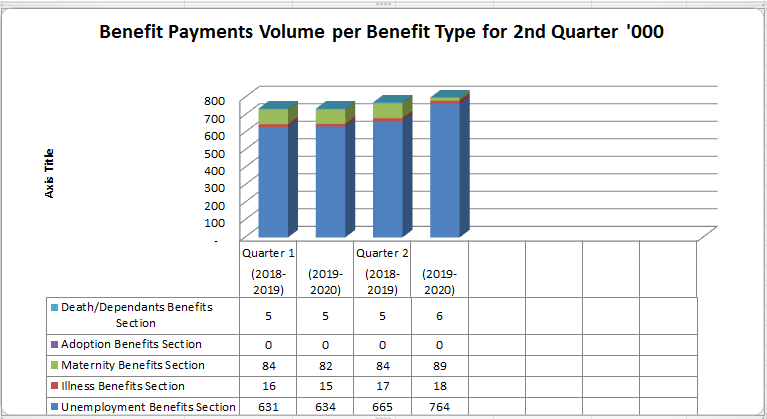 Benefit Payments Volume per Benefit Type for 2nd Quarter '000
800
700
600
500
400
300
200
100
-
Axis Title
Quarter 1 Quarter 2
(2018- (2019- (2018- (2019-
2019) 2020) 2019) 2020)
Death/Dependants Benefits
Section 5 5 5 6
Adoption Benefits Section 0 0 0 0
Maternity Benefits Section 84 82 84 89
Illness Benefits Section 16 15 17 18
Unemployment Benefits Section 631 634 665 764